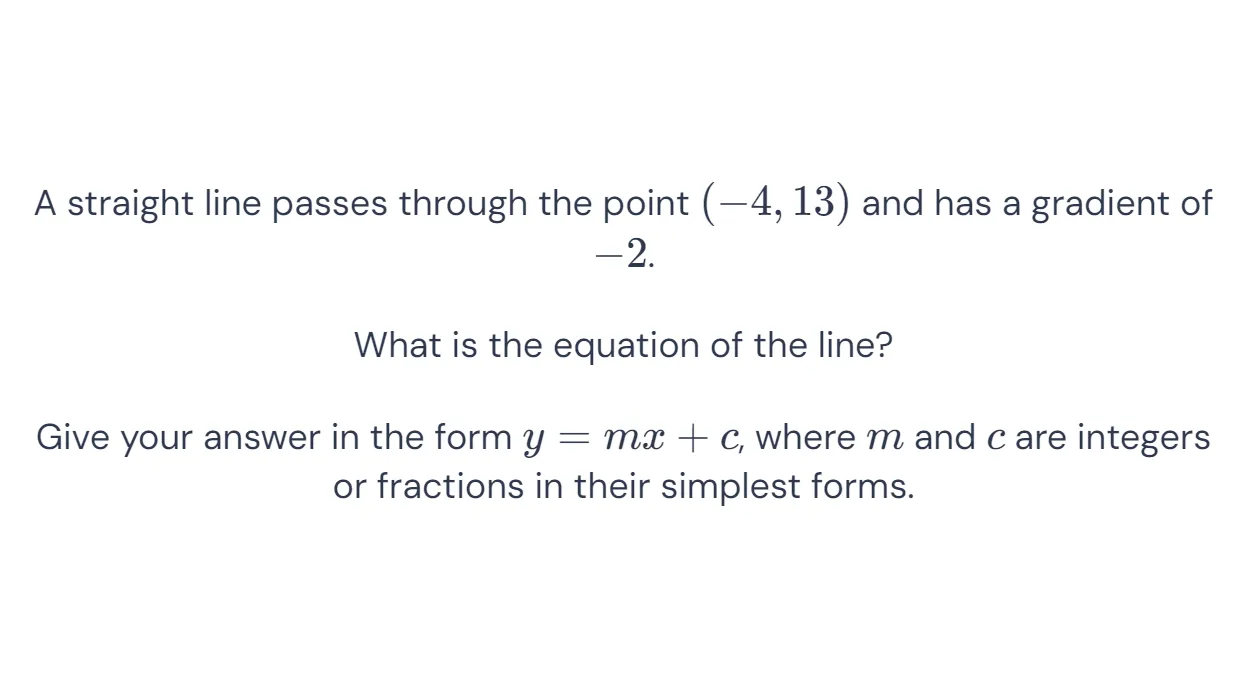 A straight line passes through the point (−4, 13) and has a gradient of
−2.
What is the equation of the line?
Give your answer in the form y = mx + c, where m and c are integers
or fractions in their simplest forms.